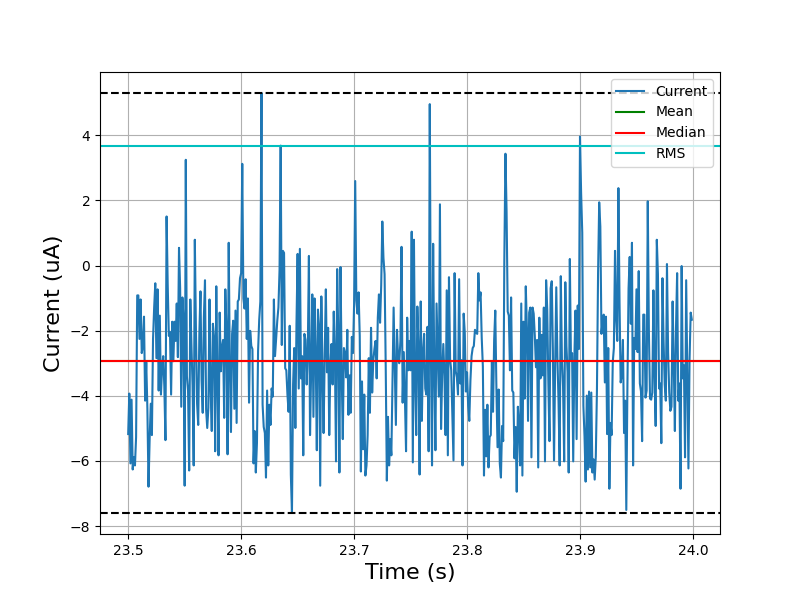 Current
Mean
Median
RMS
4
2
0
−2
−4
−6
−8
Current (uA)
23.5 23.6 23.7 23.8 23.9 24.0
Time (s)